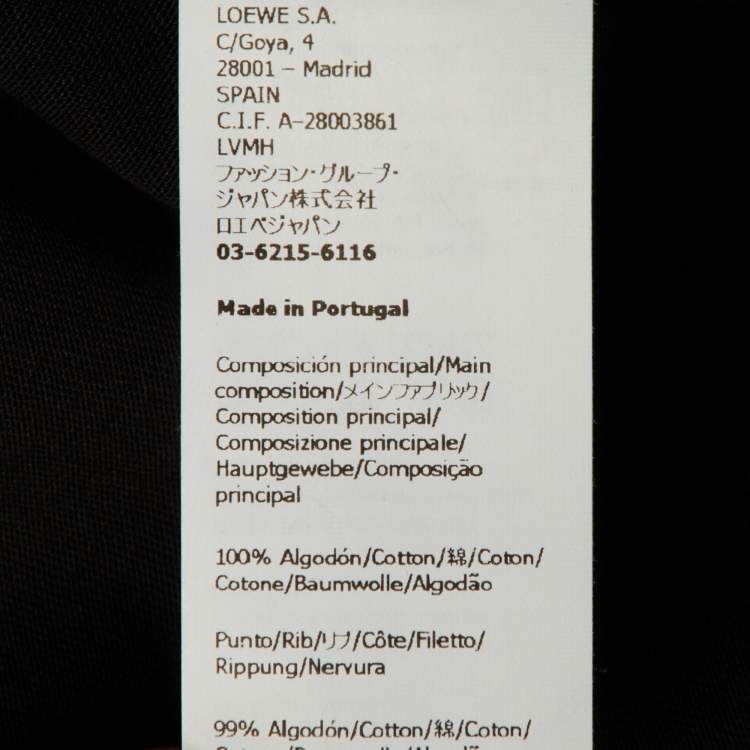 LOEWE S.A.
C/Goya, 4
28001 – Madrid
SPAIN
C.I.F. A-28003861
LVMH
ファッション・グループ・
ジャパン株式会社
ロエベジャパン
03-6215-6116
Made in Portugal
Composición principal/Main
composition/メインファブリック/
Composition principal/
Composizione principale/
Hauptgewebe/Composição
principal
100% Algodón/Cotton/綿/Coton/
Cotone/Baumwolle/Algodão
Punto/Rib/リブ/Côte/Filetto/
Rippung/Nervura
99% Algodón/Cotton/綿/Coton/